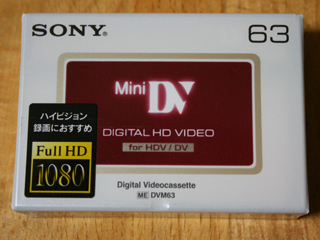 SONY
63
Mini DV
DIGITAL HD VIDEO
for HDV / DV
ハイビジョン
録画におすすめ
Full HD
1080
Digital Videocassette
ME DVM63